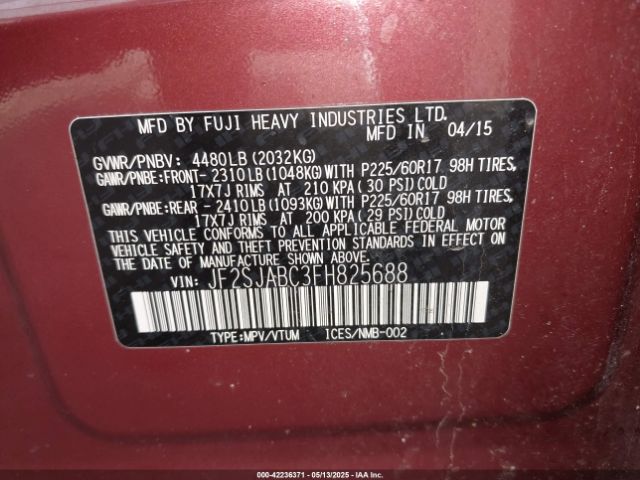 MFD BY FUJI HEAVY INDUSTRIES LTD.
MFD IN 04/15
GVWR/PNBV: 4480LB(2032KG)
GAWR/PNBE:FRONT-2310LB(1048KG)WITH P225/60R17 98H TIRES,
17X7J RIMS AT 210 KPA(30 PSI)COLD
GAWR/PNBE:REAR -2410LB(1093KG)WITH P225/60R17 98H TIRES,
17X7J RIMS AT 200 KPA(29 PSI)COLD
THIS VEHICLE CONFORMS TO ALL APPLICABLE FEDERAL MOTOR
VEHICLE SAFETY AND THEFT PREVENTION STANDARDS IN EFFECT ON
THE DATE OF MANUFACTURE SHOWN ABOVE.
VIN: JF2SJABC3FH825688
TYPE:MPV/VTUM ICES/NMB-002
000-42236371 - 05/13/2025 - IAAI.COM